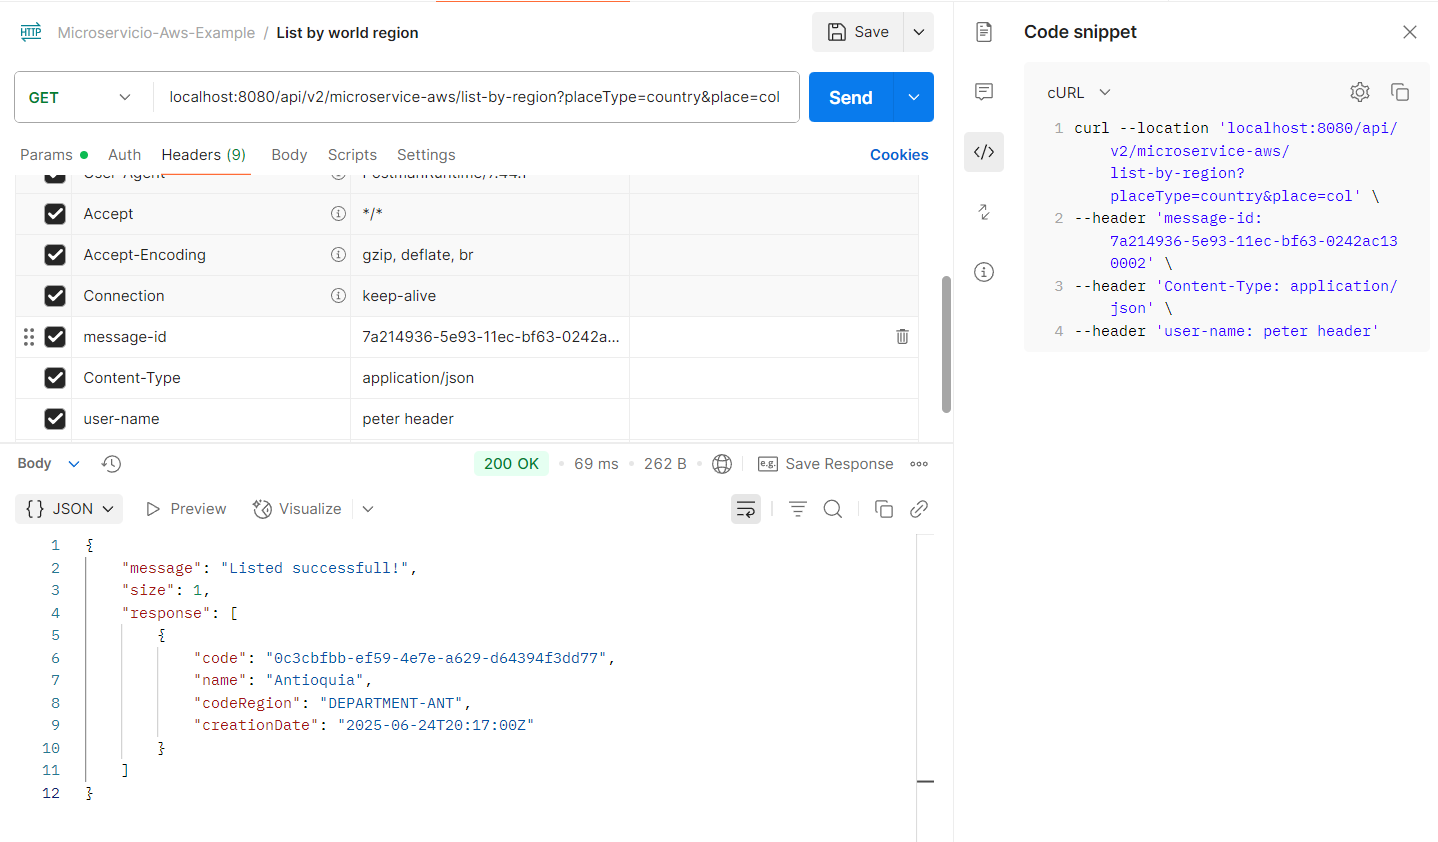 HTTP Microservicio-Aws-Example / List by world region
Save
GET
localhost:8080/api/v2/microservice-aws/list-by-region?placeType=country&place=col
Send
Params
Auth
Headers (9)
Body
Scripts
Settings
Cookies
User-Agent PostmanRuntime/7.44.1
Accept */*
Accept-Encoding gzip, deflate, br
Connection keep-alive
message-id 7a214936-5e93-11ec-bf63-0242a...
Content-Type application/json
user-name peter header
Body
200 OK • 69 ms • 262 B •
e.g. Save Response
{} JSON
Preview
Visualize
1 {
2 "message": "Listed successfull!",
3 "size": 1,
4 "response": [
5 {
6 "code": "0c3cbfbb-ef59-4e7e-a629-d64394f3dd77",
7 "name": "Antioquia",
8 "codeRegion": "DEPARTMENT-ANT",
9 "creationDate": "2025-06-24T20:17:00Z"
10 }
11 ]
12 }
Code snippet
cURL
1 curl --location 'localhost:8080/api/
v2/microservice-aws/
list-by-region?
placeType=country&place=col' \
2 --header 'message-id:
7a214936-5e93-11ec-bf63-0242ac13
0002' \
3 --header 'Content-Type: application/
json' \
4 --header 'user-name: peter header'